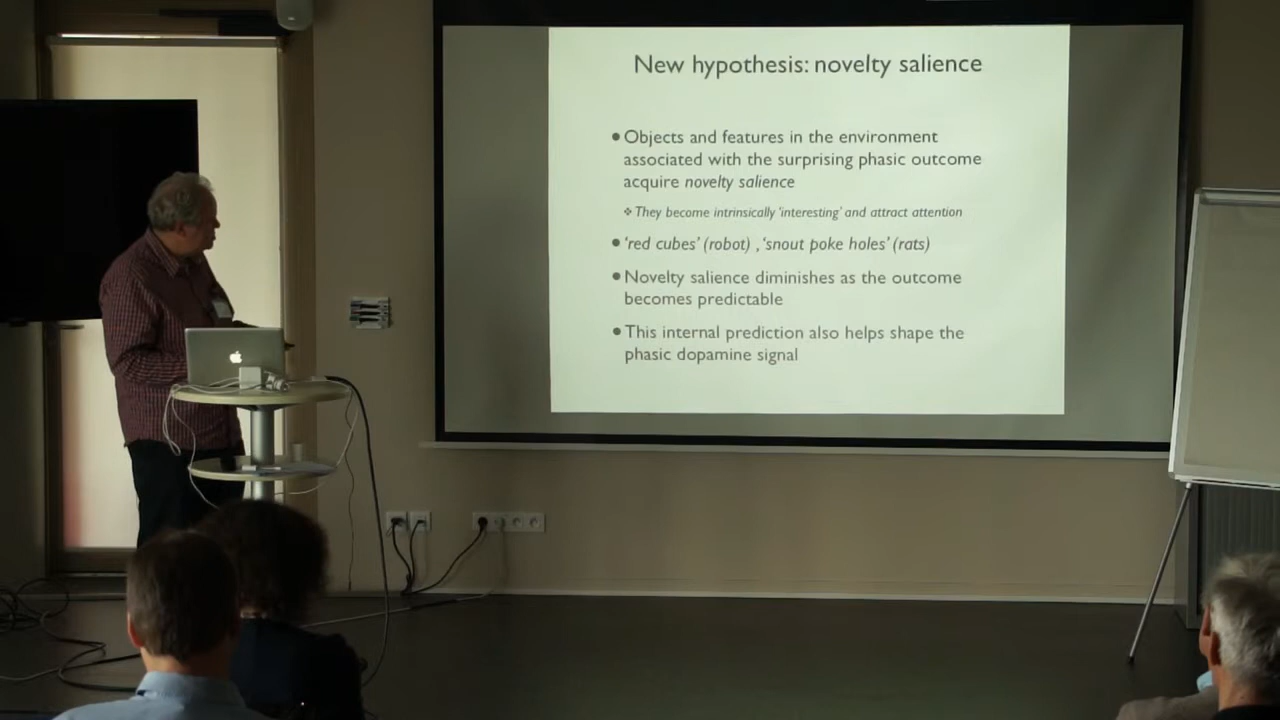 New hypothesis: novelty salience
● Objects and features in the environment
associated with the surprising phasic outcome
acquire novelty salience
❖ They become intrinsically 'interesting' and attract attention
● 'red cubes' (robot) , 'snout poke holes' (rats)
● Novelty salience diminishes as the outcome
becomes predictable
● This internal prediction also helps shape the
phasic dopamine signal